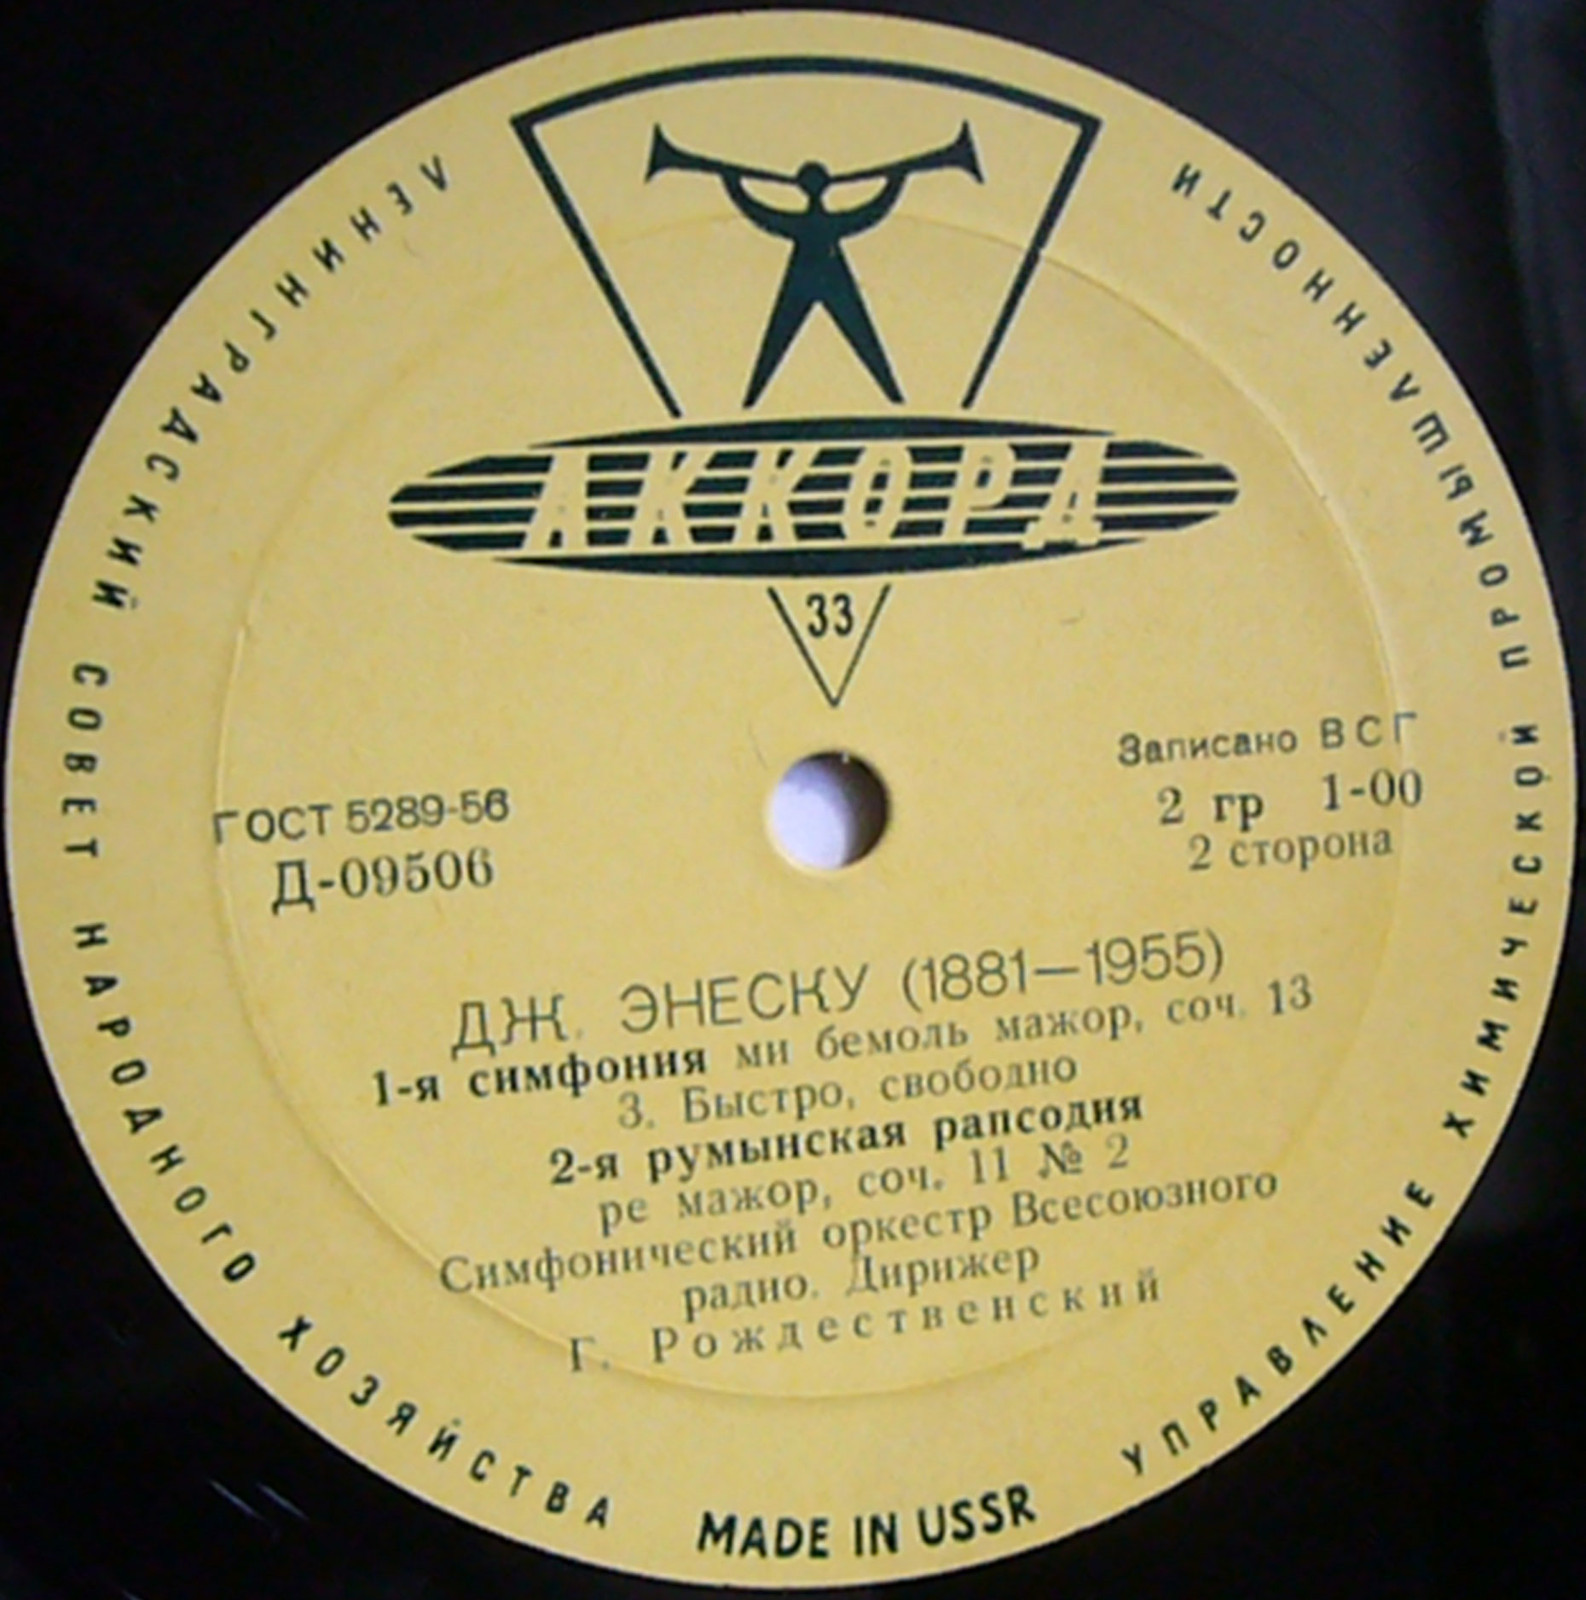 ЛЕНИНГРАДСКИЙ СОВЕТ НАРОДНОГО ХОЗЯЙСТВА
УПРАВЛЕНИЕ ХИМИЧЕСКОЙ ПРОМЫШЛЕННОСТИ
АККОРД
33
Записано ВСГ
ГОСТ 5289-56
2 гр 1-00
Д-09506
2 сторона
ДЖ. ЭНЕСКУ (1881—1955)
1-я симфония ми бемоль мажор, соч. 13
3. Быстро, свободно
2-я румынская рапсодия
ре мажор, соч. 11 № 2
Симфонический оркестр Всесоюзного
радио. Дирижер
Г. Рождественский
MADE IN USSR